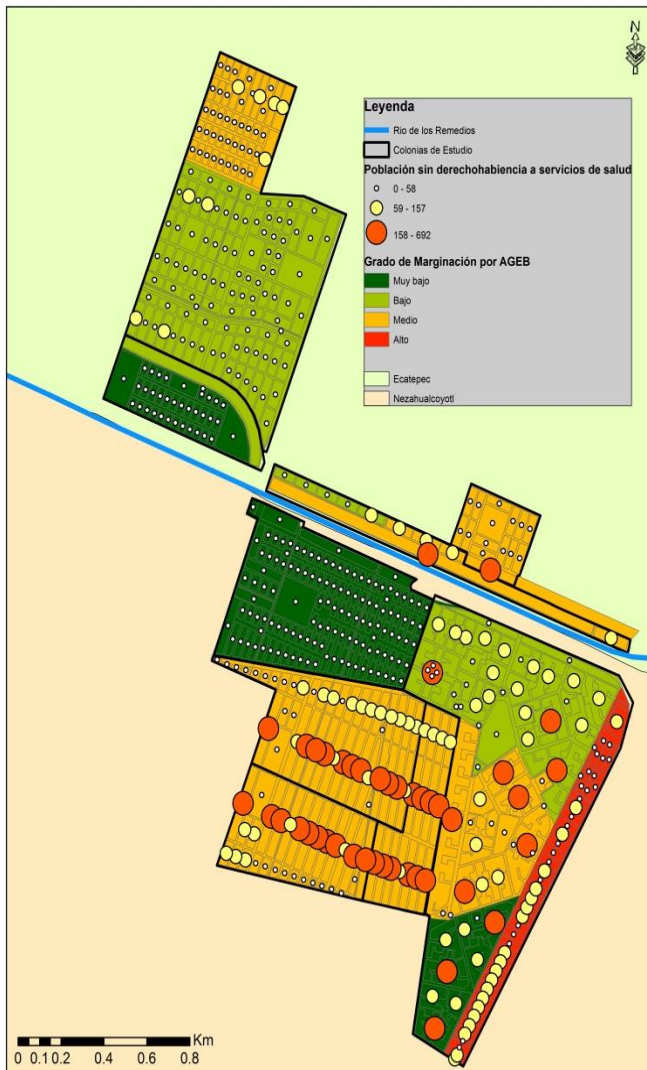 N
Leyenda
Rio de los Remedios
Colonias de Estudio
Población sin derechohabiencia a servicios de salud
0 - 58
59 - 157
158 - 692
Grado de Marginación por AGEB
Muy bajo
Bajo
Medio
Alto
Ecatepec
Nezahualcoyotl
Km
0 0.1 0.2 0.4 0.6 0.8